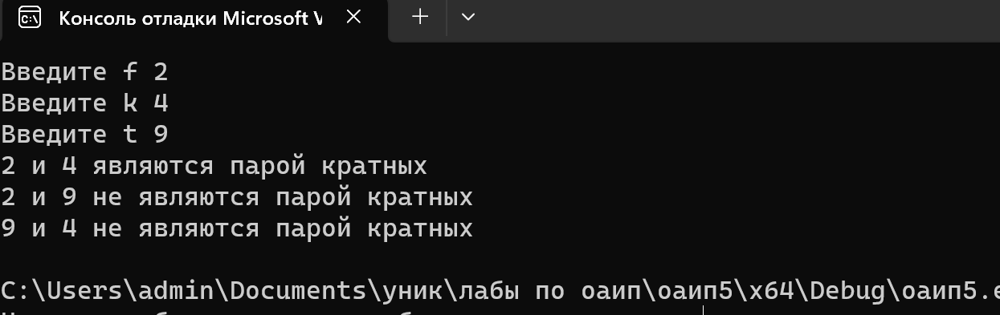 Консоль отладки Microsoft V
Введите f 2
Введите k 4
Введите t 9
2 и 4 являются парой кратных
2 и 9 не являются парой кратных
9 и 4 не являются парой кратных
C:\Users\admin\Documents\уник\лабы по оаип\оаип5\x64\Debug\оаип5.e